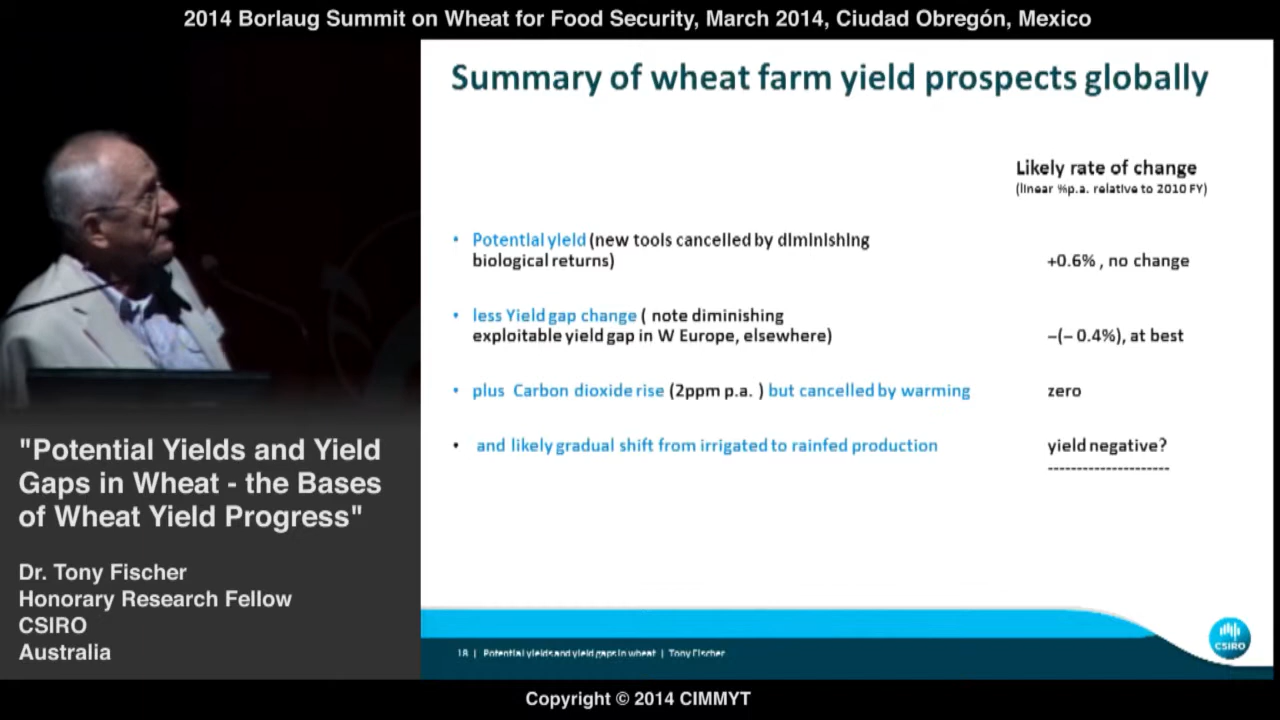 2014 Borlaug Summit on Wheat for Food Security, March 2014, Ciudad Obregón, Mexico
Summary of wheat farm yield prospects globally
Likely rate of change
(linear %p.a. relative to 2010 FY)
• Potential yield (new tools cancelled by diminishing
biological returns)
+0.6% , no change
• less Yield gap change ( note diminishing
exploitable yield gap in W Europe, elsewhere)
–(– 0.4%), at best
• plus Carbon dioxide rise (2ppm p.a. ) but cancelled by warming
zero
• and likely gradual shift from irrigated to rainfed production
yield negative?
---------------------
"Potential Yields and Yield
Gaps in Wheat - the Bases
of Wheat Yield Progress"
Dr. Tony Fischer
Honorary Research Fellow
CSIRO
Australia
18 | Potential yields and yield gaps in wheat | Tony Fischer
CSIRO
Copyright © 2014 CIMMYT